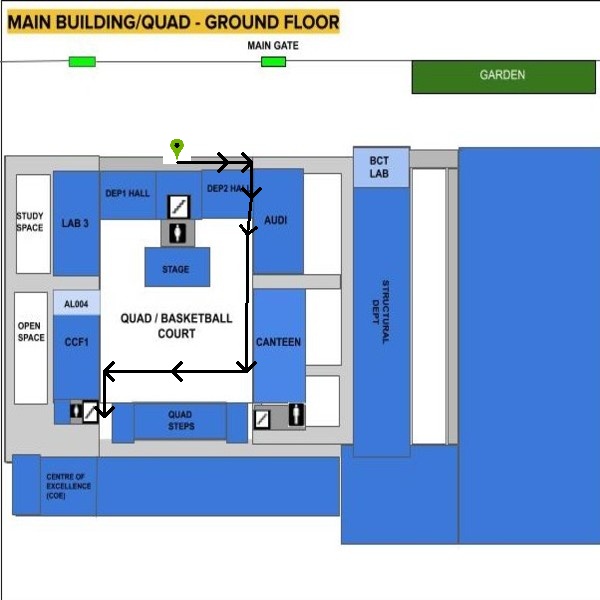 MAIN BUILDING/QUAD - GROUND FLOOR
MAIN GATE
GARDEN
BCT
LAB
DEP1 HALL
DEP2 HALL
STUDY
SPACE
LAB 3
AUDI
STAGE
STRUCTURAL
DEPT
AL004
OPEN
SPACE
CCF1
QUAD / BASKETBALL
COURT
CANTEEN
QUAD
STEPS
CENTRE OF
EXCELLENCE
(COE)